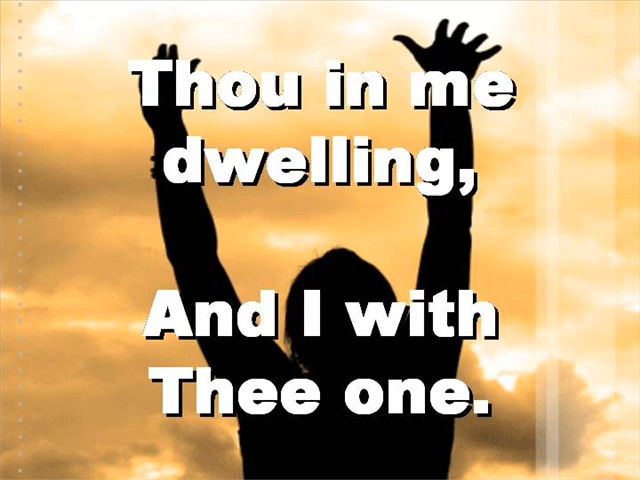 Thou in me
dwelling,
And I with
Thee one.